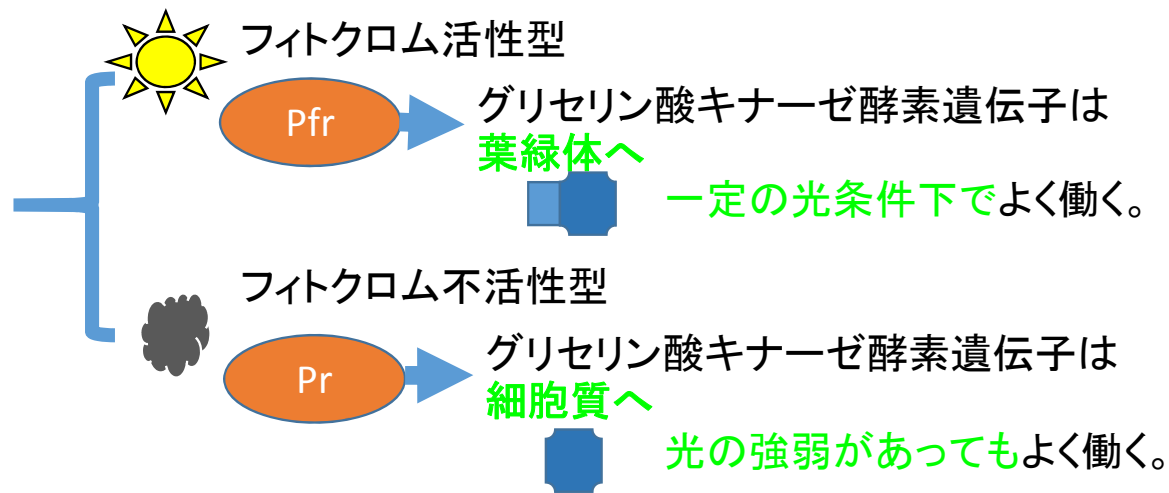 フィトクロム活性型
Pfr
グリセリン酸キナーゼ酵素遺伝子は
葉緑体へ
一定の光条件下でよく働く。
フィトクロム不活性型
Pr
グリセリン酸キナーゼ酵素遺伝子は
細胞質へ
光の強弱があってもよく働く。